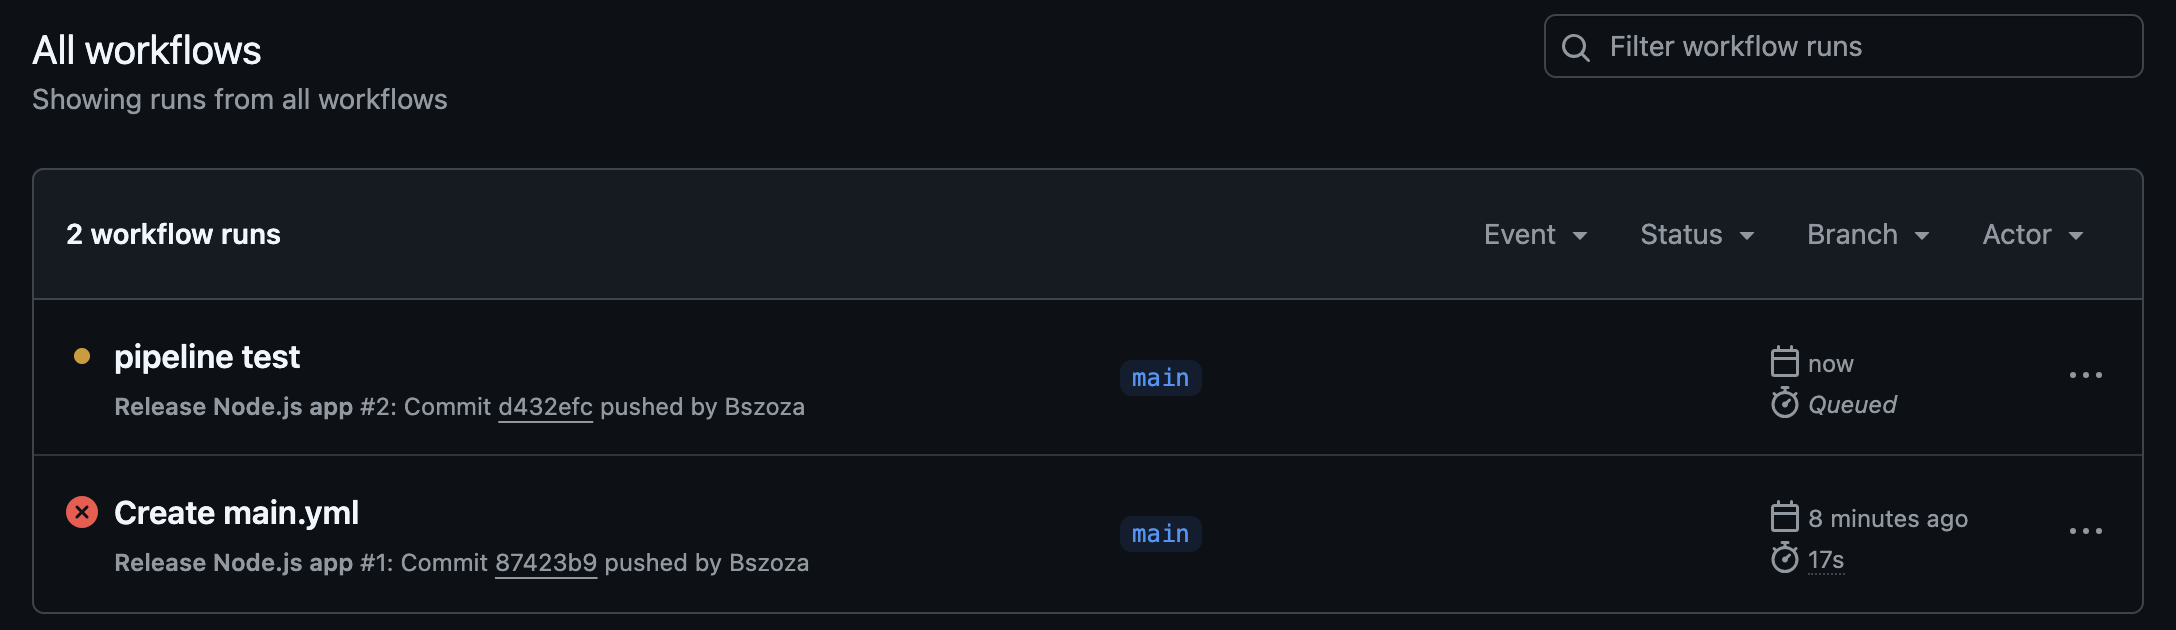 All workflows
Filter workflow runs
Showing runs from all workflows
2 workflow runs
Event
Status
Branch
Actor
pipeline test
Release Node.js app #2: Commit d432efc pushed by Bszoza
main
now
Queued
Create main.yml
Release Node.js app #1: Commit 87423b9 pushed by Bszoza
main
8 minutes ago
17s